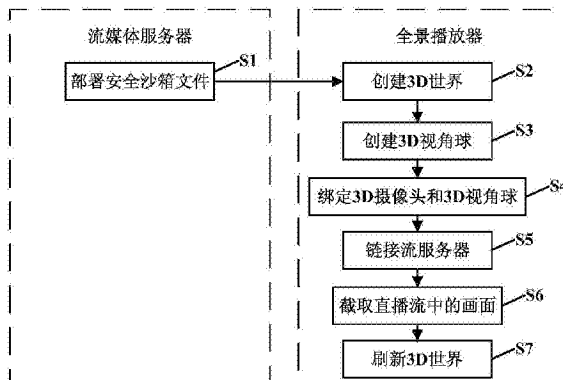 流媒体服务器
部署安全沙箱文件
S1
全景播放器
创建3D世界
S2
创建3D视角球
S3
绑定3D摄像头和3D视角球
S4
链接流服务器
S5
截取直播流中的画面
S6
刷新3D世界
S7